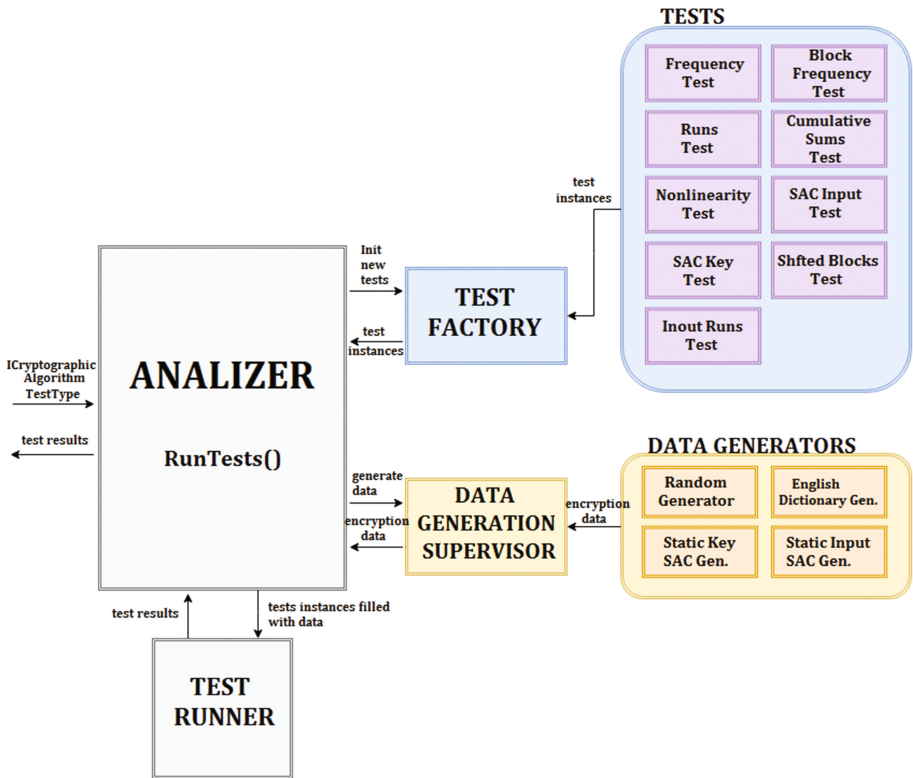 TESTS
Frequency
Test
Block
Frequency
Test
Runs
Test
Cumulative
Sums
Test
Nonlinearity
Test
SAC Input
Test
SAC Key
Test
Shfted Blocks
Test
Inout Runs
Test
test
instances
Init
new
tests
TEST
FACTORY
test
instances
ANALIZER
RunTests()
ICryptographic
Algorithm
TestType
test results
generate
data
encryption
data
DATA
GENERATION
SUPERVISOR
encryption
data
DATA GENERATORS
Random
Generator
English
Dictionary Gen.
Static Key
SAC Gen.
Static Input
SAC Gen.
test results
tests instances filled
with data
TEST
RUNNER